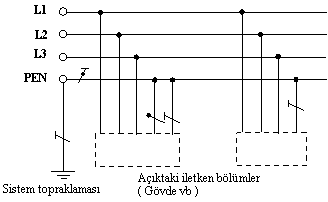 L1
L2
L3
PEN
Sistem topraklaması
Açıktaki iletken bölümler
( Gövde vb )